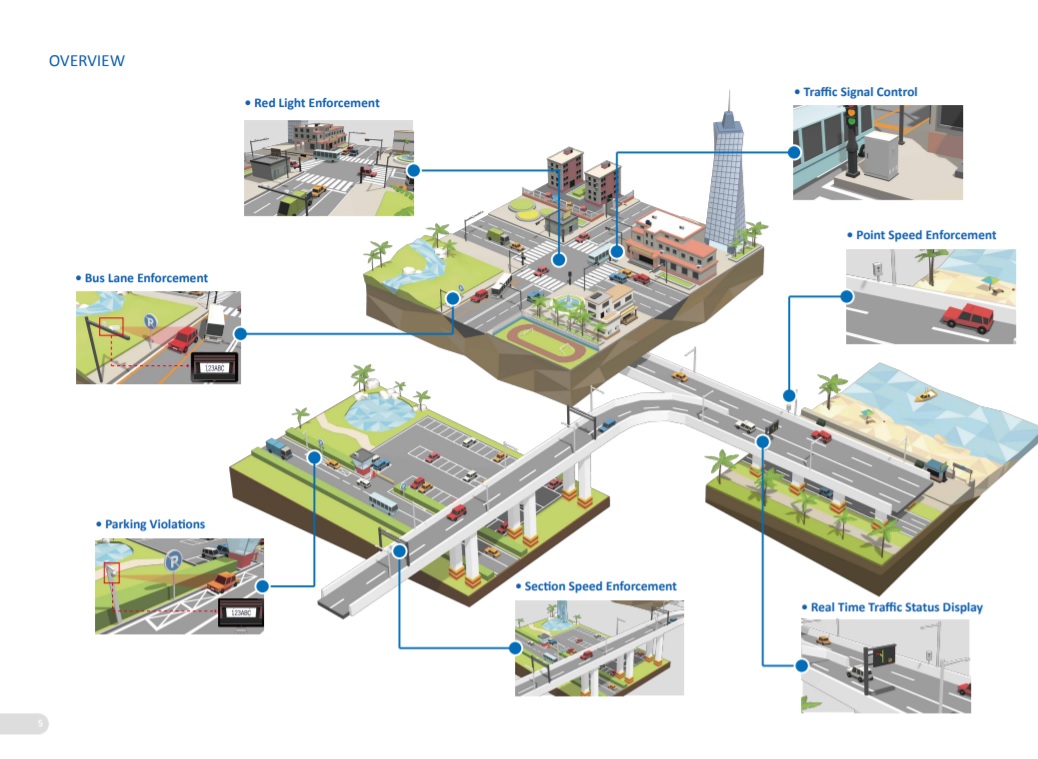 OVERVIEW
• Red Light Enforcement
• Traffic Signal Control
• Point Speed Enforcement
• Bus Lane Enforcement
123ABC
• Parking Violations
123ABC
• Section Speed Enforcement
• Real Time Traffic Status Display
5